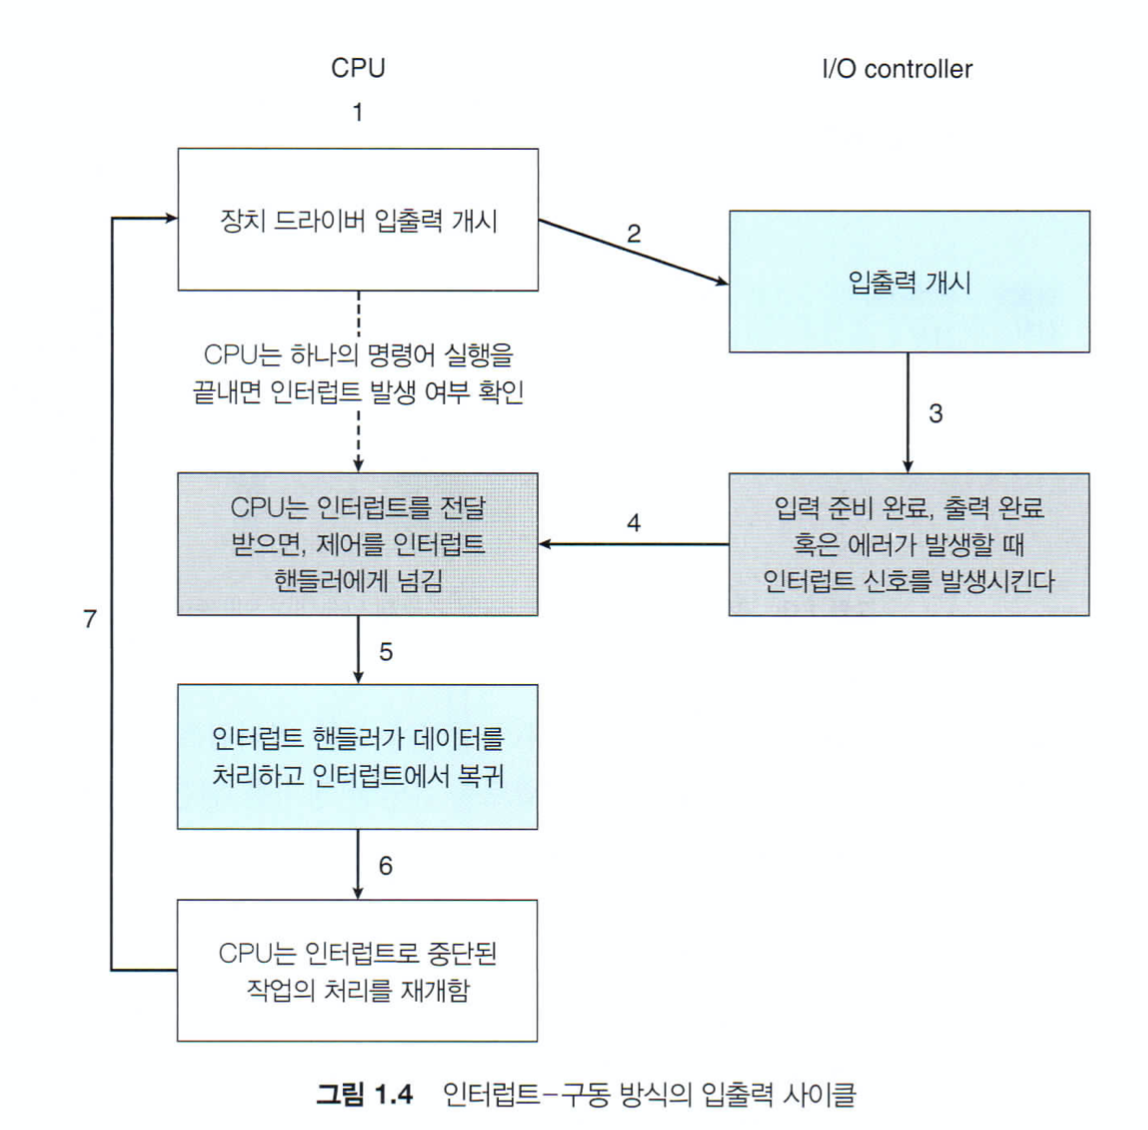 CPU
I/O controller
1
장치 드라이버 입출력 개시
2
입출력 개시
CPU는 하나의 명령어 실행을
끝내면 인터럽트 발생 여부 확인
3
CPU는 인터럽트를 전달
받으면, 제어를 인터럽트
핸들러에게 넘김
4
입력 준비 완료, 출력 완료
혹은 에러가 발생할 때
인터럽트 신호를 발생시킨다
7
5
인터럽트 핸들러가 데이터를
처리하고 인터럽트에서 복귀
6
CPU는 인터럽트로 중단된
작업의 처리를 재개함
그림 1.4 인터럽트-구동 방식의 입출력 사이클